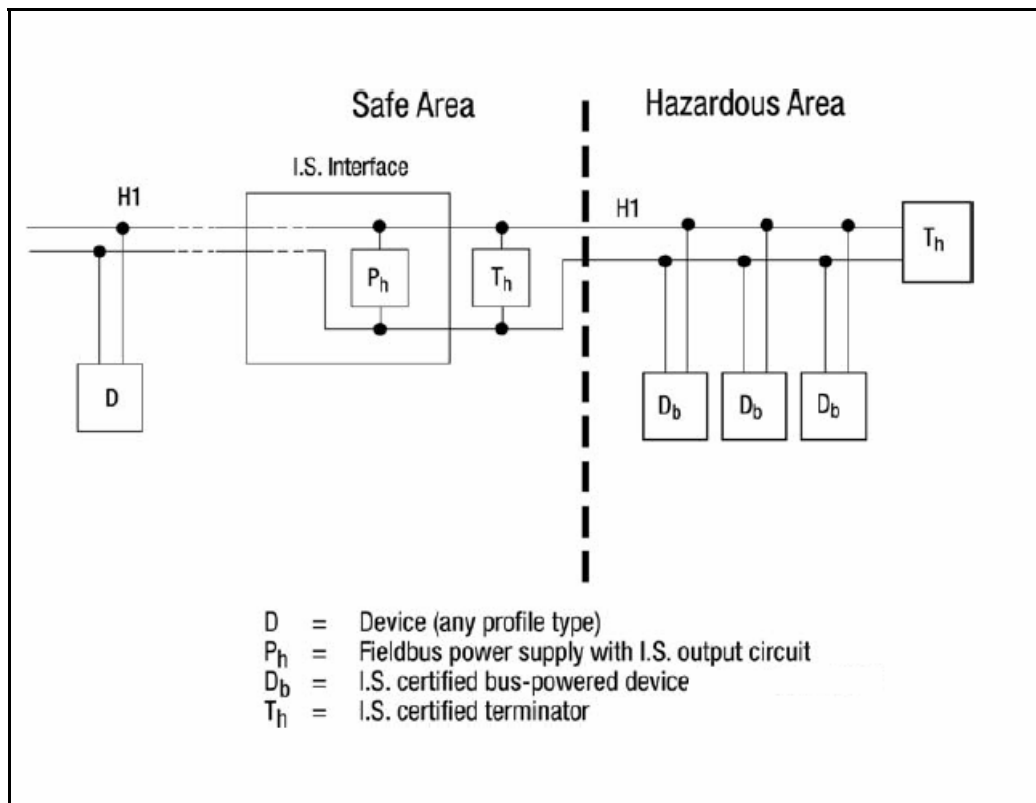 Safe Area
Hazardous Area
I.S. Interface
H1
H1
Th
Ph
Th
D
Db
Db
Db
D = Device (any profile type)
Ph = Fieldbus power supply with I.S. output circuit
Db = I.S. certified bus-powered device
Th = I.S. certified terminator